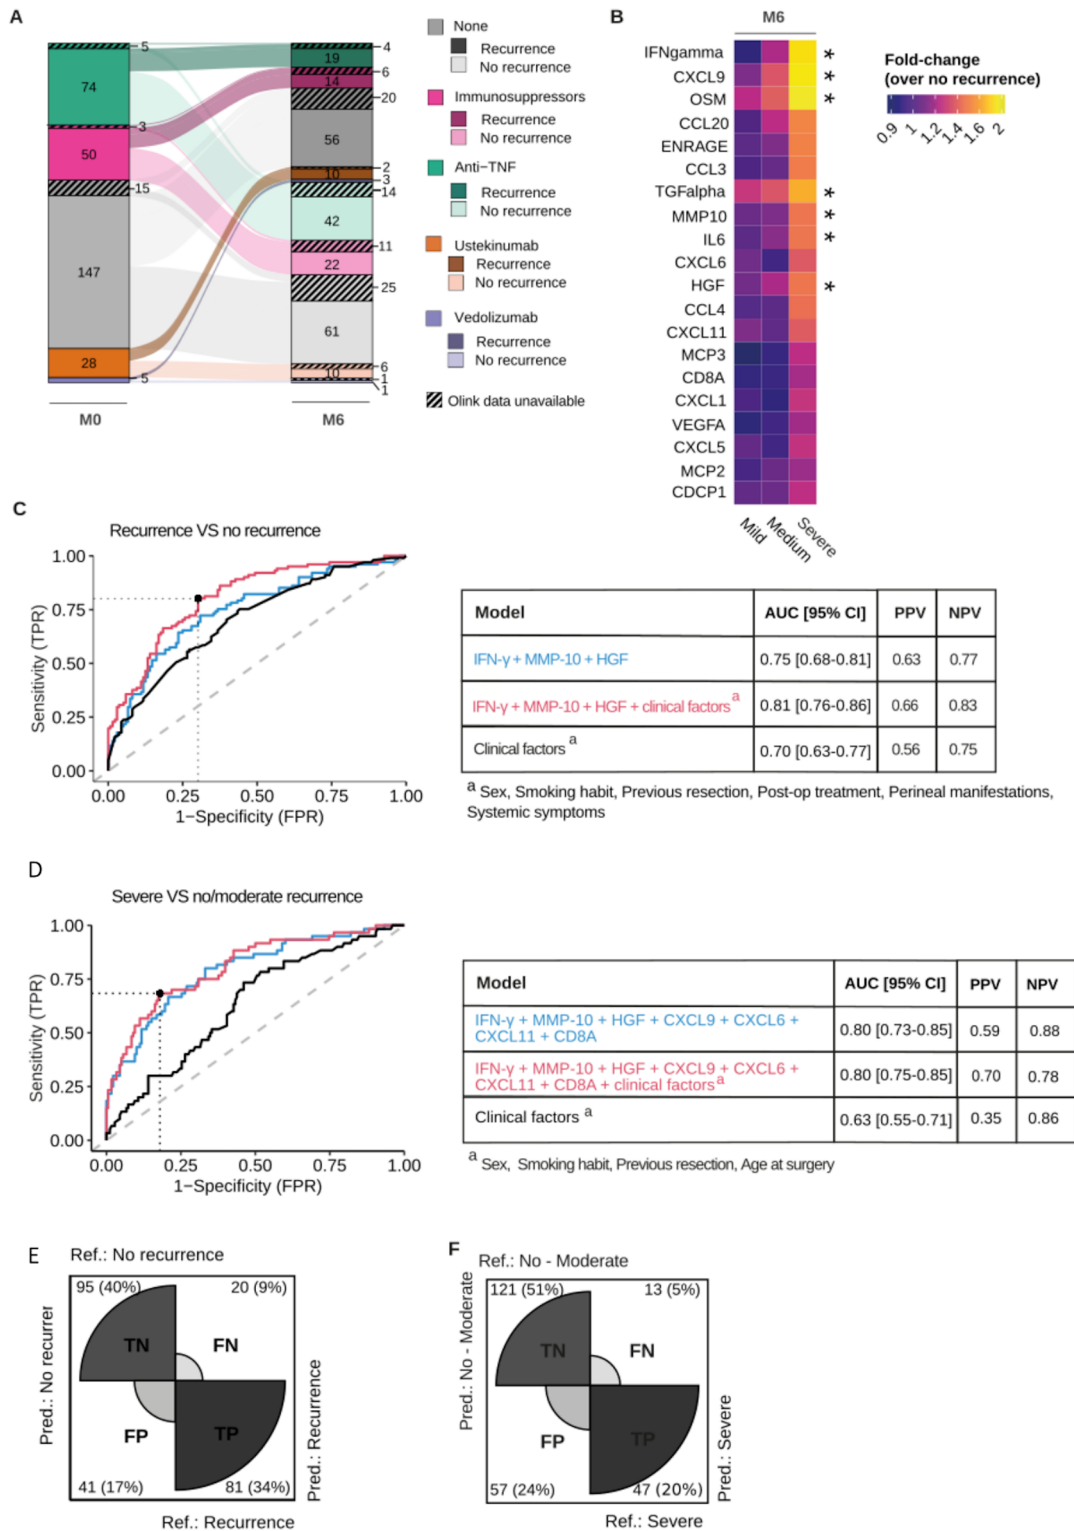 A
5
74
3
50
15
147
28
5
M0
4
19
6
14
20
56
2
10
3
14
42
11
22
25
61
6
10
1
1
M6
None
Recurrence
No recurrence
Immunosuppressors
Recurrence
No recurrence
Anti−TNF
Recurrence
No recurrence
Ustekinumab
Recurrence
No recurrence
Vedolizumab
Recurrence
No recurrence
Olink data unavailable
B
M6
IFNgamma *
CXCL9 *
OSM *
CCL20
ENRAGE
CCL3
TGFalpha *
MMP10 *
IL6 *
CXCL6
HGF *
CCL4
CXCL11
MCP3
CD8A
CXCL1
VEGFA
CXCL5
MCP2
CDCP1
Mild Medium Severe
Fold-change
(over no recurrence)
0.9 1 1.2 1.4 1.6 2
C
Recurrence VS no recurrence
Sensitivity (TPR)
1.00
0.75
0.50
0.25
0.00
0.00 0.25 0.50 0.75 1.00
1−Specificity (FPR)
Model AUC [95% CI] PPV NPV
IFN-γ + MMP-10 + HGF 0.75 [0.68-0.81] 0.63 0.77
IFN-γ + MMP-10 + HGF + clinical factors a 0.81 [0.76-0.86] 0.66 0.83
Clinical factors a 0.70 [0.63-0.77] 0.56 0.75
a Sex, Smoking habit, Previous resection, Post-op treatment, Perineal manifestations,
Systemic symptoms
D
Severe VS no/moderate recurrence
Sensitivity (TPR)
1.00
0.75
0.50
0.25
0.00
0.00 0.25 0.50 0.75 1.00
1−Specificity (FPR)
Model AUC [95% CI] PPV NPV
IFN-γ + MMP-10 + HGF + CXCL9 + CXCL6 +
CXCL11 + CD8A 0.80 [0.73-0.85] 0.59 0.88
IFN-γ + MMP-10 + HGF + CXCL9 + CXCL6 +
CXCL11 + CD8A + clinical factors a 0.80 [0.75-0.85] 0.70 0.78
Clinical factors a 0.63 [0.55-0.71] 0.35 0.86
a Sex, Smoking habit, Previous resection, Age at surgery
E
Ref.: No recurrence
Pred.: No recurrer
95 (40%) 20 (9%)
TN FN
FP TP
41 (17%) 81 (34%)
Pred.: Recurrence
Ref.: Recurrence
F
Ref.: No - Moderate
Pred.: No - Moderate
121 (51%) 13 (5%)
TN FN
FP TP
57 (24%) 47 (20%)
Pred.: Severe
Ref.: Severe